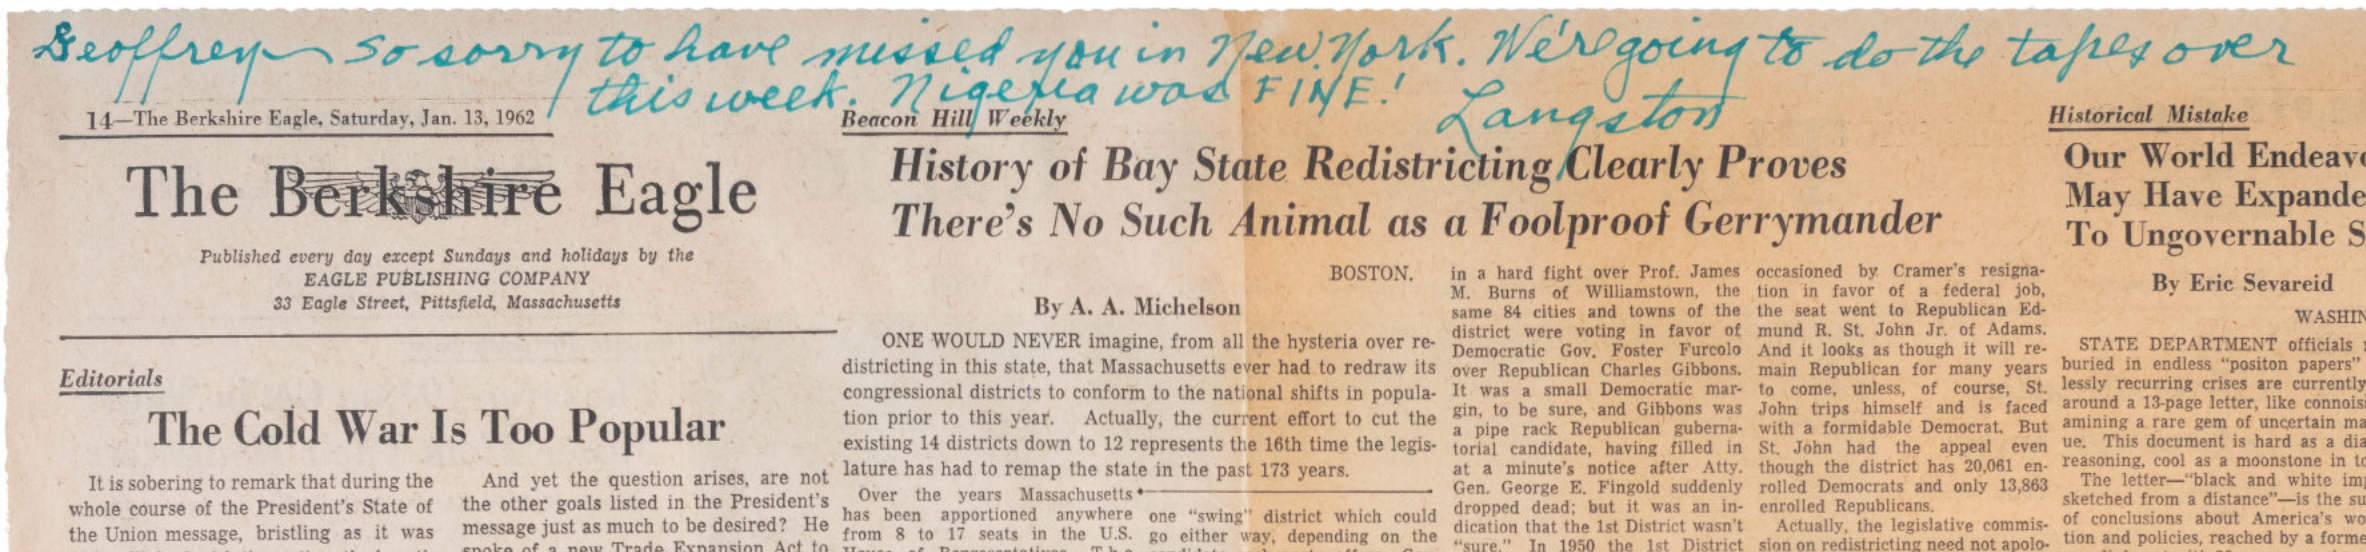 Geoffrey— so sorry to have missed you in New York. We're going to do the tapes over
this week. Nigeria was FINE!
Langston
14—The Berkshire Eagle, Saturday, Jan. 13, 1962
The Berkshire Eagle
Published every day except Sundays and holidays by the
EAGLE PUBLISHING COMPANY
33 Eagle Street, Pittsfield, Massachusetts
Editorials
The Cold War Is Too Popular
It is sobering to remark that during the
whole course of the President's State of
the Union message, bristling as it was
And yet the question arises, are not
the other goals listed in the President's
message just as much to be desired? He
spoke of a new Trade Expansion Act to
Beacon Hill Weekly
History of Bay State Redistricting Clearly Proves
There's No Such Animal as a Foolproof Gerrymander
BOSTON.
By A. A. Michelson
ONE WOULD NEVER imagine, from all the hysteria over re-
districting in this state, that Massachusetts ever had to redraw its
congressional districts to conform to the national shifts in popula-
tion prior to this year. Actually, the current effort to cut the
existing 14 districts down to 12 represents the 16th time the legis-
lature has had to remap the state in the past 173 years.
Over the years Massachusetts
has been apportioned anywhere
from 8 to 17 seats in the U.S.
House of Representatives. The
one "swing" district which could
go either way, depending on the
in a hard fight over Prof. James
M. Burns of Williamstown, the
same 84 cities and towns of the
district were voting in favor of
Democratic Gov. Foster Furcolo
over Republican Charles Gibbons.
It was a small Democratic mar-
gin, to be sure, and Gibbons was
a pipe rack Republican guberna-
torial candidate, having filled in
at a minute's notice after Atty.
Gen. George E. Fingold suddenly
dropped dead; but it was an in-
dication that the 1st District wasn't
"sure." In 1950 the 1st District
occasioned by Cramer's resigna-
tion in favor of a federal job,
the seat went to Republican Ed-
mund R. St. John Jr. of Adams.
And it looks as though it will re-
main Republican for many years
to come, unless, of course, St.
John trips himself and is faced
with a formidable Democrat. But
St. John had the appeal even
though the district has 20,061 en-
rolled Democrats and only 13,863
enrolled Republicans.
Actually, the legislative commis-
sion on redistricting need not apolo-
Historical Mistake
Our World Endeavo
May Have Expande
To Ungovernable S
By Eric Sevareid
WASHIN
STATE DEPARTMENT officials
buried in endless "positon papers"
lessly recurring crises are currently
around a 13-page letter, like connois
amining a rare gem of uncertain
ue. This document is hard as a dia
reasoning, cool as a moonstone in
The letter—"black and white im
sketched from a distance"—is the su
of conclusions about America's wo
tion and policies, reached by a forme